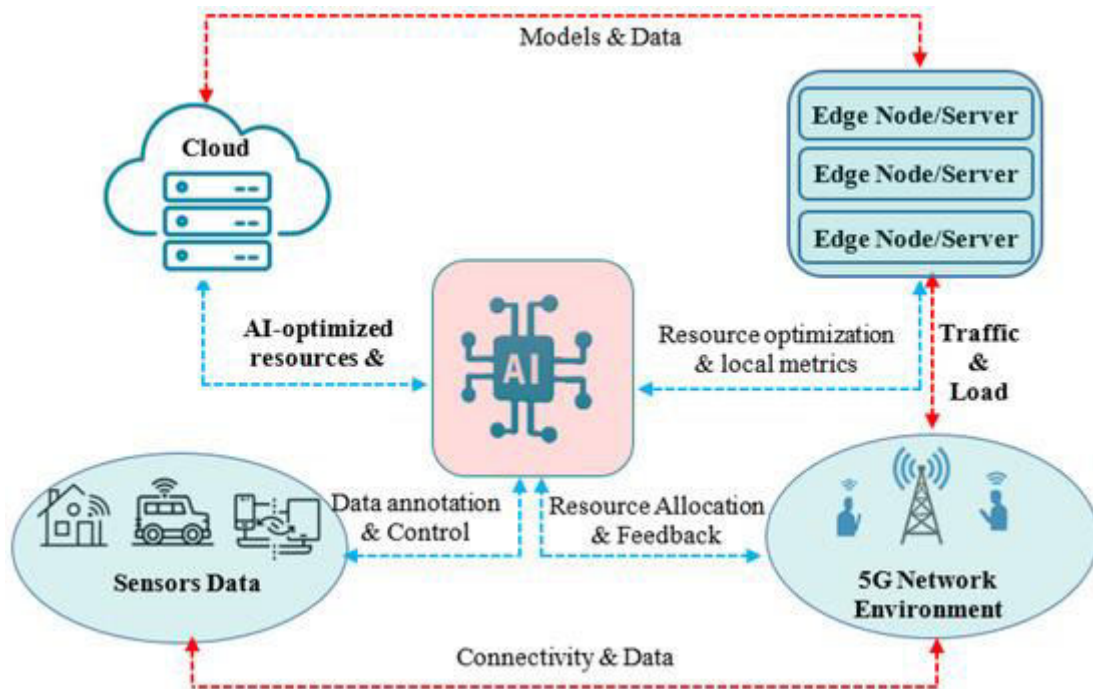 Models & Data
Cloud
Edge Node/Server
Edge Node/Server
Edge Node/Server
AI-optimized
resources &
AI
Resource optimization
& local metrics
Traffic
&
Load
Data annotation
& Control
Resource Allocation
& Feedback
Sensors Data
5G Network
Environment
Connectivity & Data